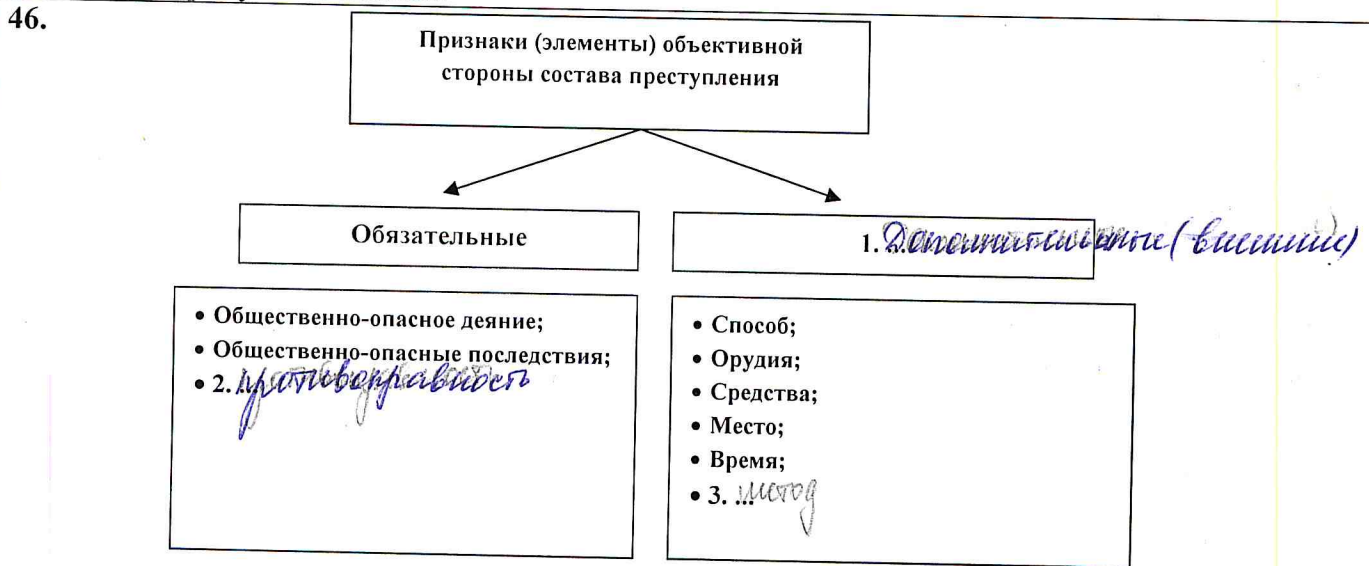 46.
Признаки (элементы) объективной
стороны состава преступления
Обязательные
1. ... Дополнительные (внешние)
• Общественно-опасное деяние;
• Общественно-опасные последствия;
• 2. ... противоправность
• Способ;
• Орудия;
• Средства;
• Место;
• Время;
• 3. ... метод